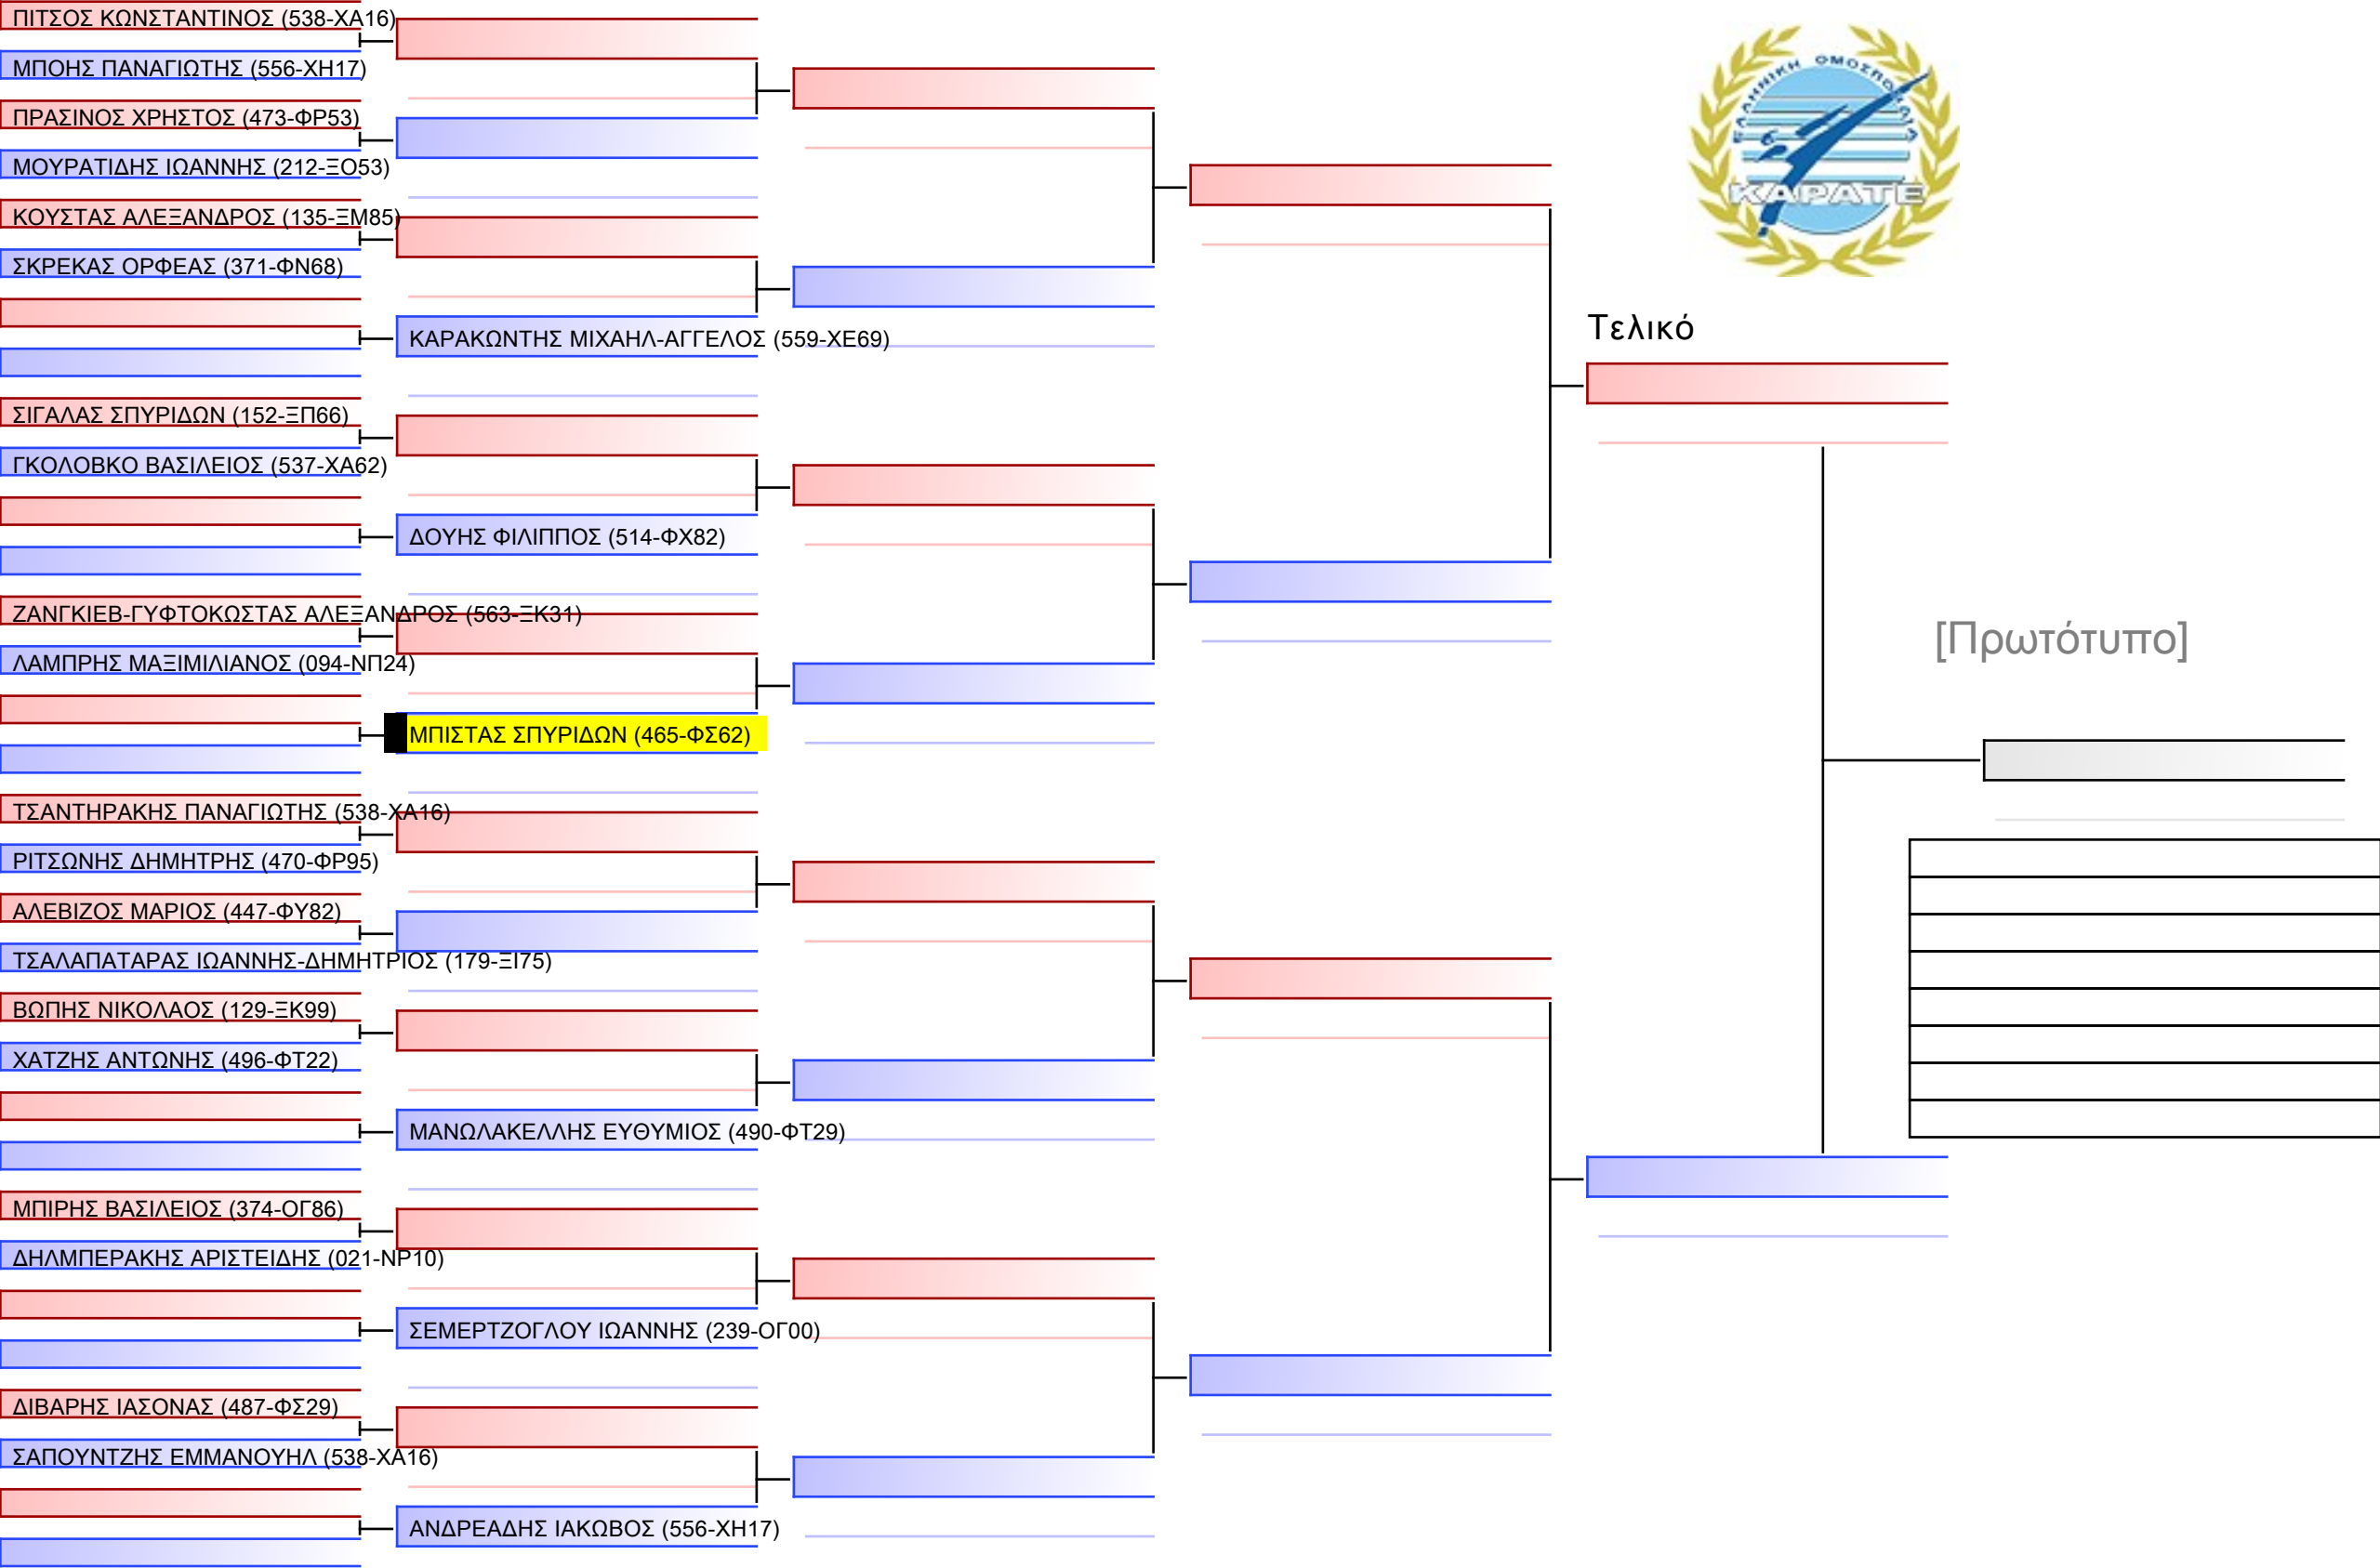 ΠΙΤΣΟΣ ΚΩΝΣΤΑΝΤΙΝΟΣ (538-ΧΑ16)
ΜΠΟΗΣ ΠΑΝΑΓΙΩΤΗΣ (556-ΧΗ17)
ΠΡΑΣΙΝΟΣ ΧΡΗΣΤΟΣ (473-ΦΡ53)
ΜΟΥΡΑΤΙΔΗΣ ΙΩΑΝΝΗΣ (212-ΞΟ53)
ΚΟΥΣΤΑΣ ΑΛΕΞΑΝΔΡΟΣ (135-ΞΜ85)
ΣΚΡΕΚΑΣ ΟΡΦΕΑΣ (371-ΦΝ68)
ΚΑΡΑΚΩΝΤΗΣ ΜΙΧΑΗΛ-ΑΓΓΕΛΟΣ (559-ΧΕ69)
ΣΙΓΑΛΑΣ ΣΠΥΡΙΔΩΝ (152-ΞΠ66)
ΓΚΟΛΟΒΚΟ ΒΑΣΙΛΕΙΟΣ (537-ΧΑ62)
ΔΟΥΗΣ ΦΙΛΙΠΠΟΣ (514-ΦΧ82)
ΖΑΝΓΚΙΕΒ-ΓΥΦΤΟΚΩΣΤΑΣ ΑΛΕΞΑΝΔΡΟΣ (563-ΞΚ31)
ΛΑΜΠΡΗΣ ΜΑΞΙΜΙΛΙΑΝΟΣ (094-ΝΠ24)
ΜΠΙΣΤΑΣ ΣΠΥΡΙΔΩΝ (465-ΦΣ62)
ΤΣΑΝΤΗΡΑΚΗΣ ΠΑΝΑΓΙΩΤΗΣ (538-ΧΑ16)
ΡΙΤΣΩΝΗΣ ΔΗΜΗΤΡΗΣ (470-ΦΡ95)
ΑΛΕΒΙΖΟΣ ΜΑΡΙΟΣ (447-ΦΥ82)
ΤΣΑΛΑΠΑΤΑΡΑΣ ΙΩΑΝΝΗΣ-ΔΗΜΗΤΡΙΟΣ (179-ΞΙ75)
ΒΩΠΗΣ ΝΙΚΟΛΑΟΣ (129-ΞΚ99)
ΧΑΤΖΗΣ ΑΝΤΩΝΗΣ (496-ΦΤ22)
ΜΑΝΩΛΑΚΕΛΛΗΣ ΕΥΘΥΜΙΟΣ (490-ΦΤ29)
ΜΠΙΡΗΣ ΒΑΣΙΛΕΙΟΣ (374-ΟΓ86)
ΔΗΛΜΠΕΡΑΚΗΣ ΑΡΙΣΤΕΙΔΗΣ (021-ΝΡ10)
ΣΕΜΕΡΤΖΟΓΛΟΥ ΙΩΑΝΝΗΣ (239-ΟΓ00)
ΔΙΒΑΡΗΣ ΙΑΣΟΝΑΣ (487-ΦΣ29)
ΣΑΠΟΥΝΤΖΗΣ ΕΜΜΑΝΟΥΗΛ (538-ΧΑ16)
ΑΝΔΡΕΑΔΗΣ ΙΑΚΩΒΟΣ (556-ΧΗ17)
ΕΛΛΗΝΙΚΗ ΟΜΟΣΠΟΝΔΙΑ
ΚΑΡΑΤΕ
Τελικό
[Πρωτότυπο]